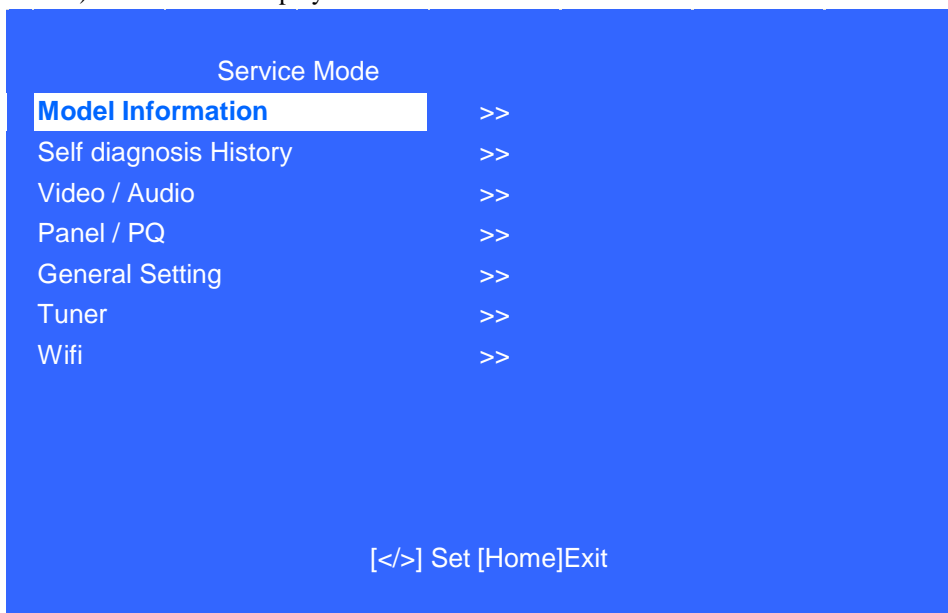 Service Mode
Model Information >>
Self diagnosis History >>
Video / Audio >>
Panel / PQ >>
General Setting >>
Tuner >>
Wifi >>
[</>] Set [Home]Exit